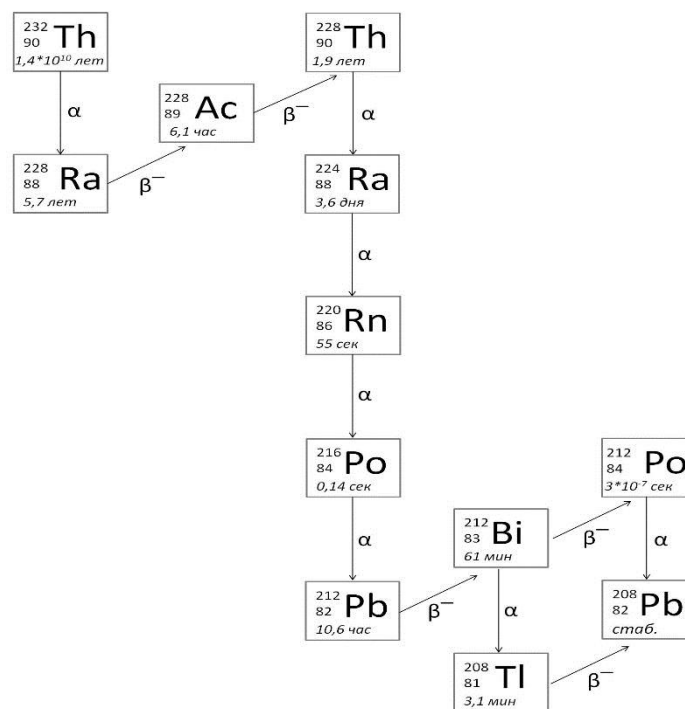 232 90 Th
1,4*10¹⁰ лет
228 90 Th
1,9 лет
α
228 89 Ac
6,1 час
β⁻
α
228 88 Ra
5,7 лет
β⁻
224 88 Ra
3,6 дня
α
220 86 Rn
55 сек
α
216 84 Po
0,14 сек
212 84 Po
3*10⁻⁷ сек
α
212 83 Bi
61 мин
β⁻
α
212 82 Pb
10,6 час
β⁻
α
208 82 Pb
стаб.
208 81 Tl
3,1 мин
β⁻